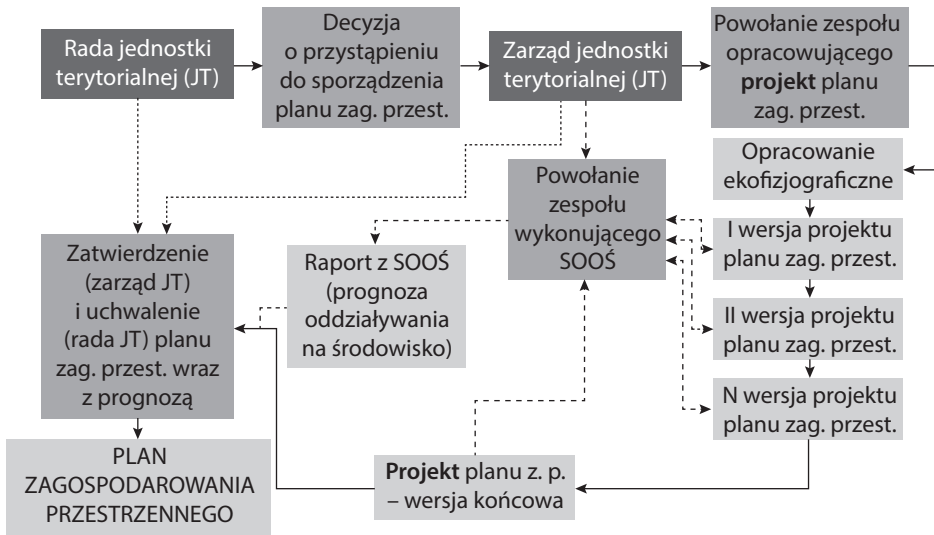 Rada jednostki
terytorialnej (JT)
Decyzja
o przystąpieniu
do sporządzenia
planu zag. przest.
Zarząd jednostki
terytorialnej (JT)
Powołanie zespołu
opracowującego
projekt planu
zag. przest.
Opracowanie
ekofizjograficzne
Powołanie
zespołu
wykonującego
SOOŚ
I wersja projektu
planu zag. przest.
Zatwierdzenie
(zarząd JT)
i uchwalenie
(rada JT) planu
zag. przest. wraz
z prognozą
Raport z SOOŚ
(prognoza
oddziaływania
na środowisko)
II wersja projektu
planu zag. przest.
N wersja projektu
planu zag. przest.
PLAN
ZAGOSPODAROWANIA
PRZESTRZENNEGO
Projekt planu z. p.
– wersja końcowa